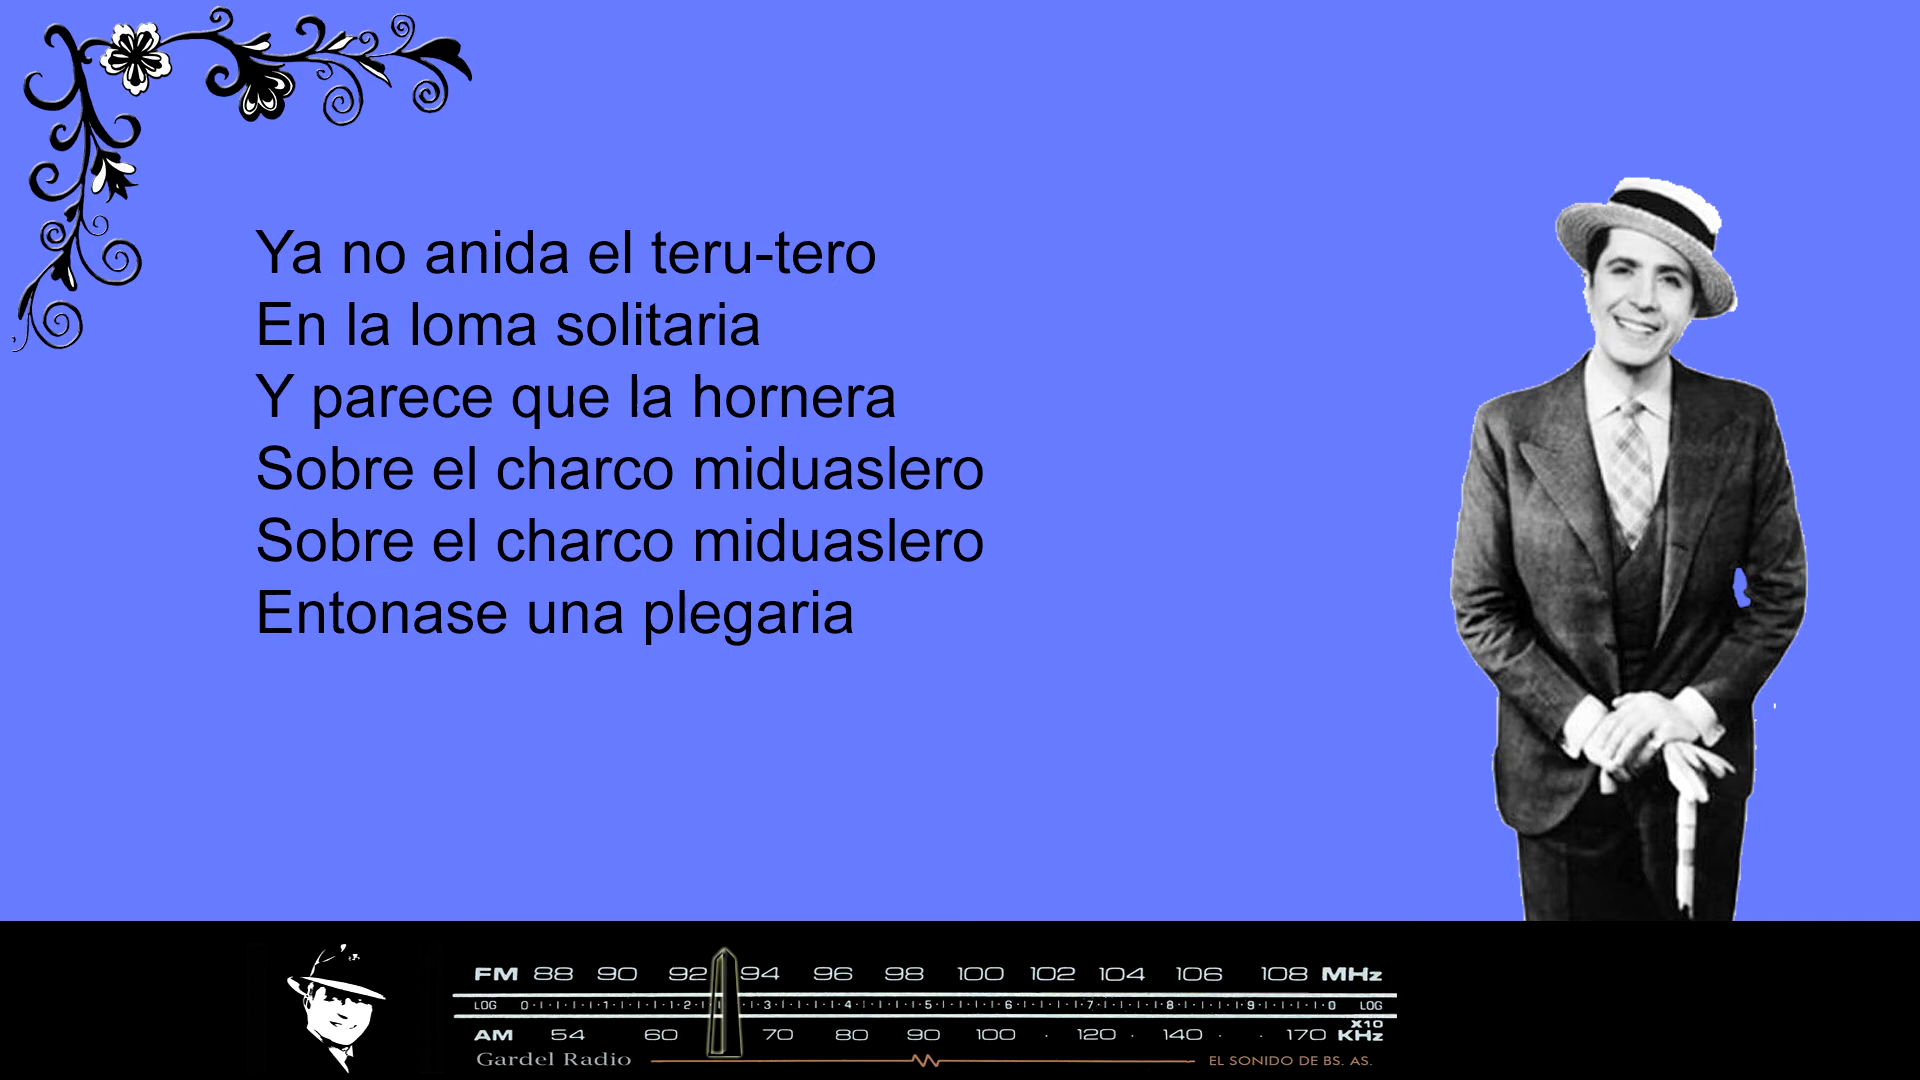 Ya no anida el teru-tero
En la loma solitaria
Y parece que la hornera
Sobre el charco miduaslero
Sobre el charco miduaslero
Entonase una plegaria
FM 88 90 92 94 96 98 100 102 104 106 108 MHz
LOG 0 1 2 3 4 5 6 7 8 9 0 LOG
AM 54 60 70 80 90 100 · 120 · 140 · · 170 X10 KHz
Gardel Radio EL SONIDO DE BS. AS.